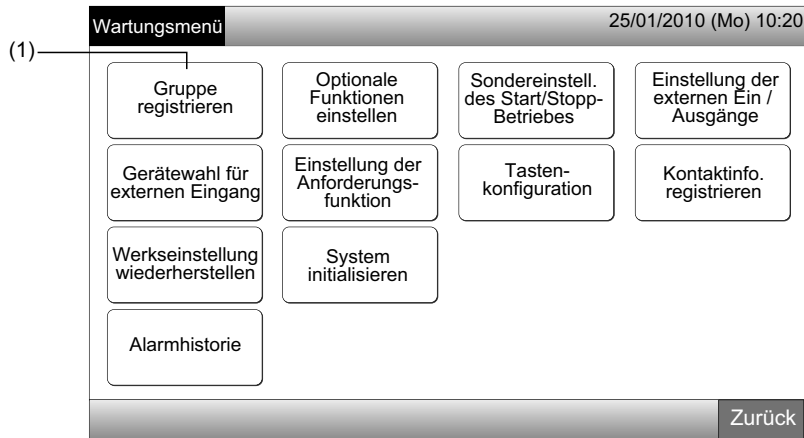 Wartungsmenü
25/01/2010 (Mo) 10:20
(1)
Gruppe
registrieren
Optionale
Funktionen
einstellen
Sondereinstell.
des Start/Stopp-
Betriebes
Einstellung der
externen Ein /
Ausgänge
Gerätewahl für
externen Eingang
Einstellung der
Anforderungs-
funktion
Tasten-
konfiguration
Kontaktinfo.
registrieren
Werkseinstellung
wiederherstellen
System
initialisieren
Alarmhistorie
Zurück